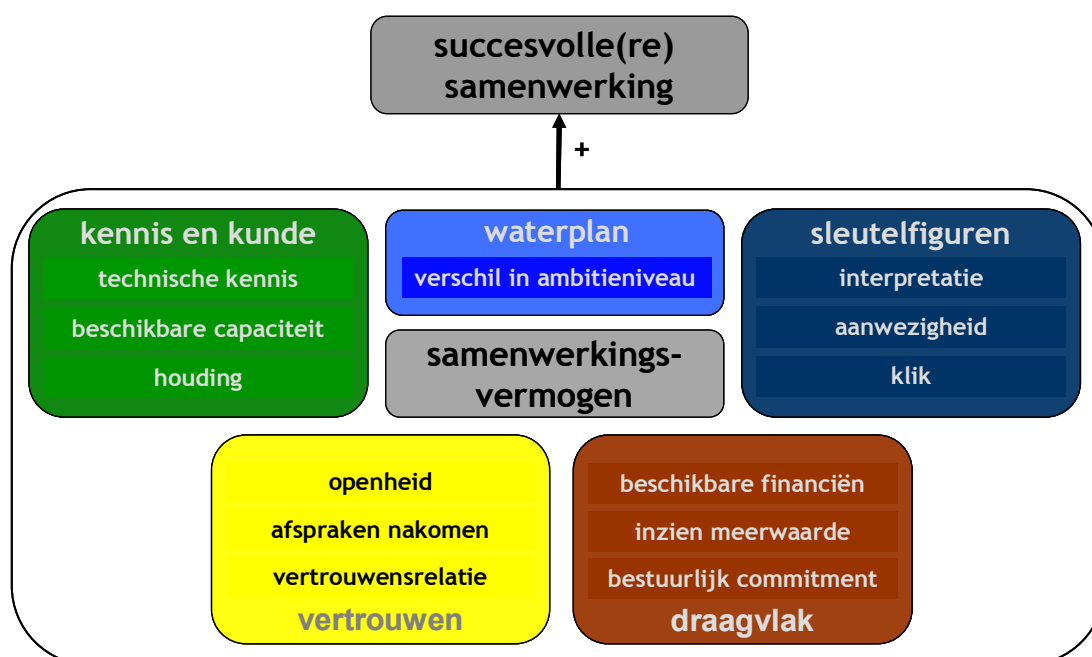 succesvolle(re)
samenwerking
+
kennis en kunde
technische kennis
beschikbare capaciteit
houding
waterplan
verschil in ambitieniveau
samenwerkings-
vermogen
sleutelfiguren
interpretatie
aanwezigheid
klik
openheid
afspraken nakomen
vertrouwensrelatie
vertrouwen
beschikbare financiën
inzien meerwaarde
bestuurlijk commitment
draagvlak